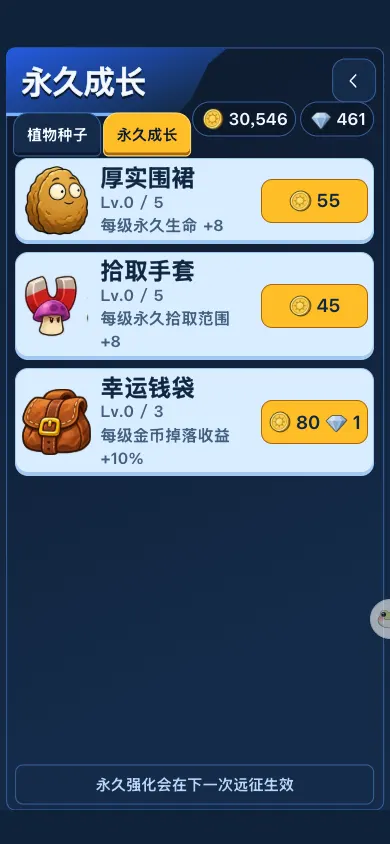 永久成长
30,546
461
植物种子
永久成长
厚实围裙
Lv.0 / 5
每级永久生命 +8
55
拾取手套
Lv.0 / 5
每级永久拾取范围
+8
45
幸运钱袋
Lv.0 / 3
每级金币掉落收益
+10%
80 1
永久强化会在下一次远征生效